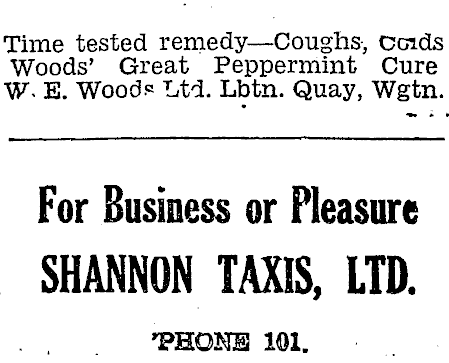 Time tested remedy—Coughs, Colds
Woods' Great Peppermint Cure
W. E. Woods Ltd. Lbtn. Quay, Wgtn.
For Business or Pleasure
SHANNON TAXIS, LTD.
'PHONE 101.